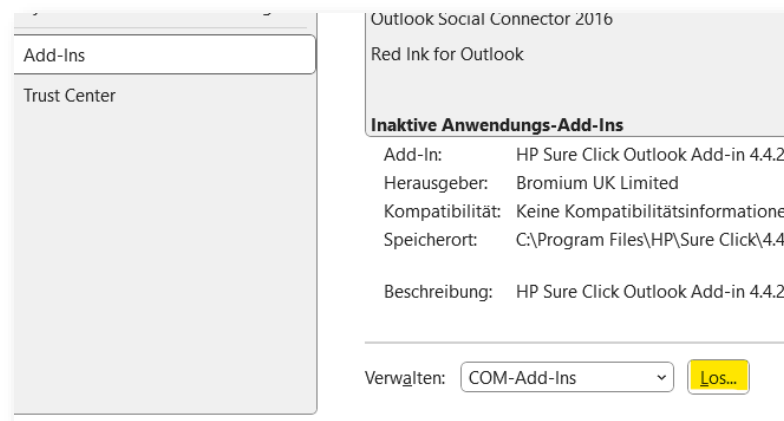 Outlook Social Connector 2016
Add-Ins
Red Ink for Outlook
Trust Center
Inaktive Anwendungs-Add-Ins
Add-In: HP Sure Click Outlook Add-in 4.4.2
Herausgeber: Bromium UK Limited
Kompatibilität: Keine Kompatibilitätsinformatione
Speicherort: C:\Program Files\HP\Sure Click\4.4
Beschreibung: HP Sure Click Outlook Add-in 4.4.2
Verwalten: COM-Add-Ins Los...